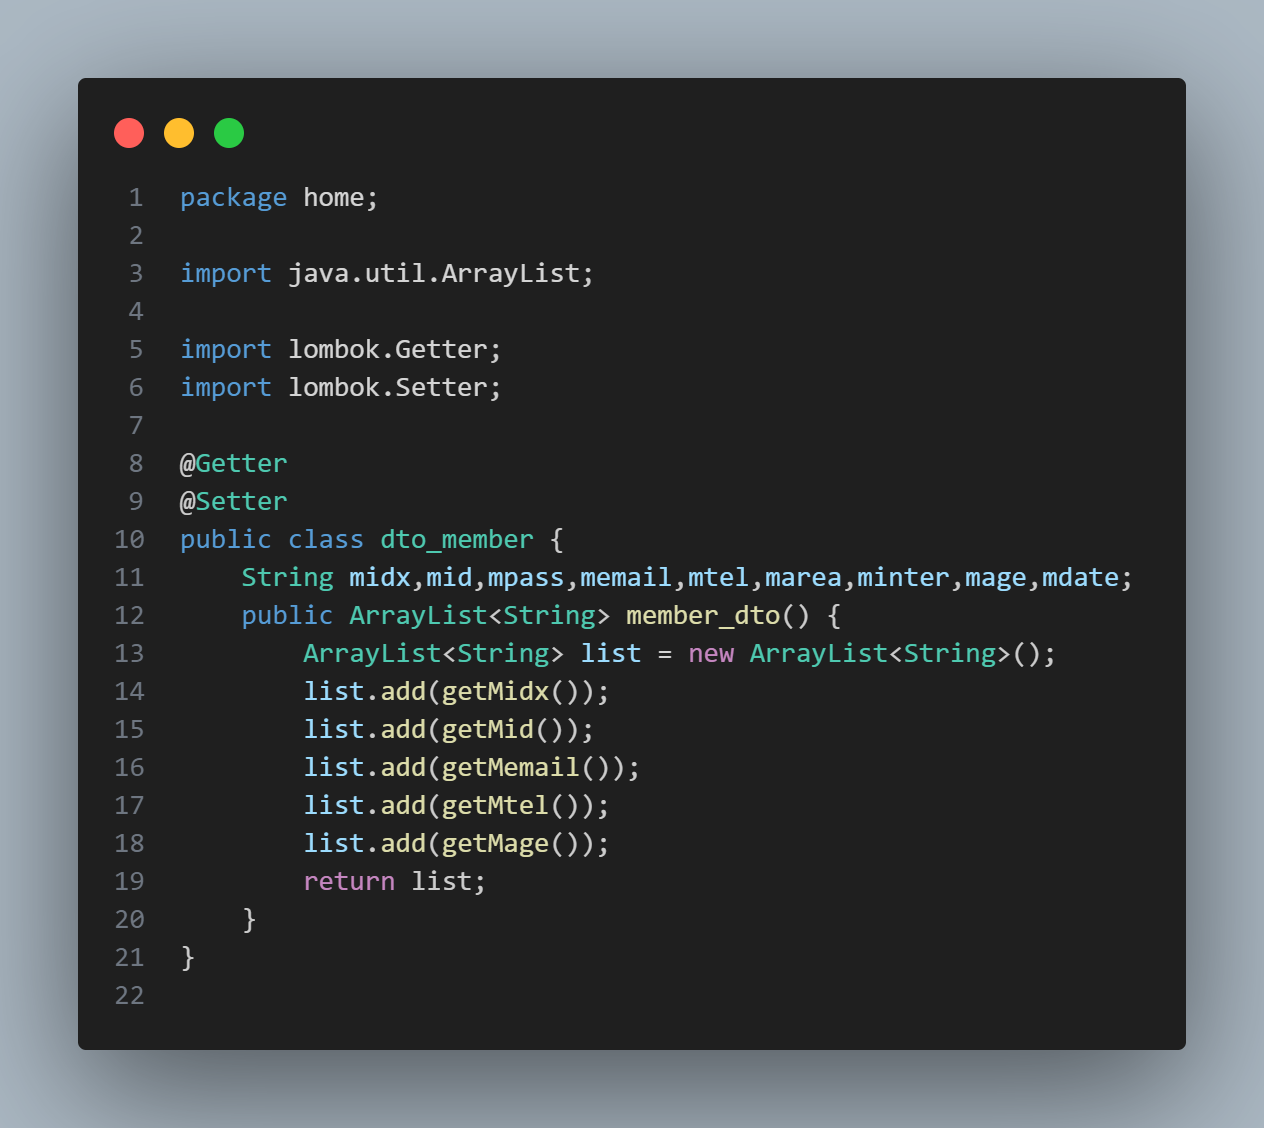 1 package home;
2
3 import java.util.ArrayList;
4
5 import lombok.Getter;
6 import lombok.Setter;
7
8 @Getter
9 @Setter
10 public class dto_member {
11     String midx,mid,mpass,memail,mtel,marea,minter,mage,mdate;
12     public ArrayList<String> member_dto() {
13         ArrayList<String> list = new ArrayList<String>();
14         list.add(getMidx());
15         list.add(getMid());
16         list.add(getMemail());
17         list.add(getMtel());
18         list.add(getMage());
19         return list;
20     }
21 }
22